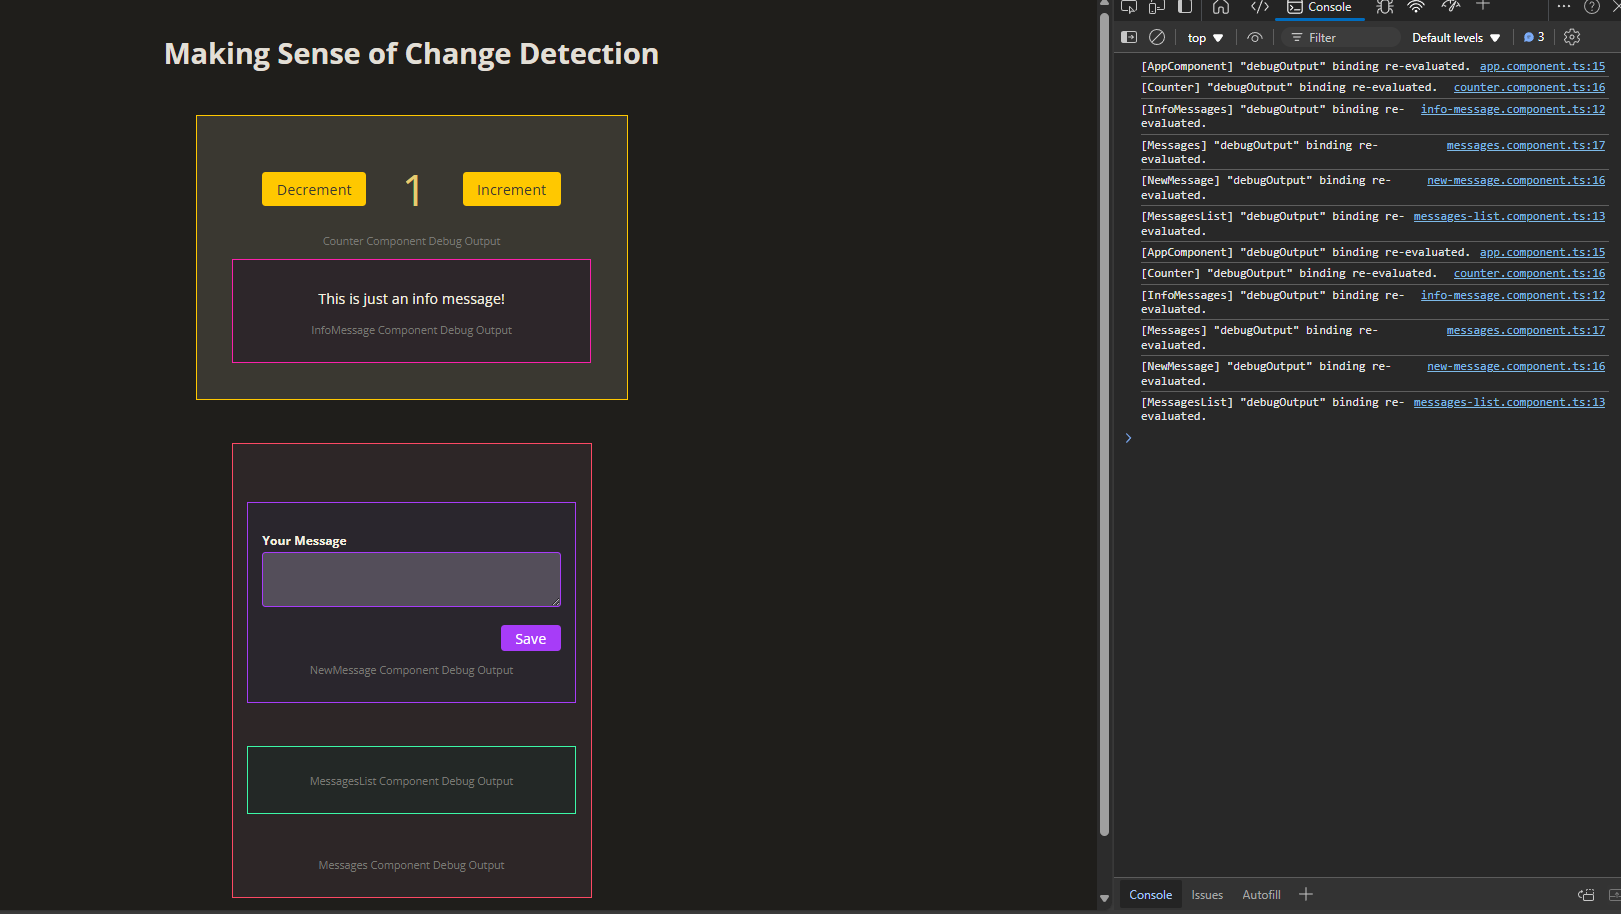 Making Sense of Change Detection
Decrement 1 Increment
Counter Component Debug Output
This is just an info message!
InfoMessage Component Debug Output
Your Message
Save
NewMessage Component Debug Output
MessagesList Component Debug Output
Messages Component Debug Output
Console
top Filter Default levels 3
[AppComponent] "debugOutput" binding re-evaluated. app.component.ts:15
[Counter] "debugOutput" binding re-evaluated. counter.component.ts:16
[InfoMessages] "debugOutput" binding re- info-message.component.ts:12
evaluated.
[Messages] "debugOutput" binding re- messages.component.ts:17
evaluated.
[NewMessage] "debugOutput" binding re- new-message.component.ts:16
evaluated.
[MessagesList] "debugOutput" binding re- messages-list.component.ts:13
evaluated.
[AppComponent] "debugOutput" binding re-evaluated. app.component.ts:15
[Counter] "debugOutput" binding re-evaluated. counter.component.ts:16
[InfoMessages] "debugOutput" binding re- info-message.component.ts:12
evaluated.
[Messages] "debugOutput" binding re- messages.component.ts:17
evaluated.
[NewMessage] "debugOutput" binding re- new-message.component.ts:16
evaluated.
[MessagesList] "debugOutput" binding re- messages-list.component.ts:13
evaluated.
Console Issues Autofill